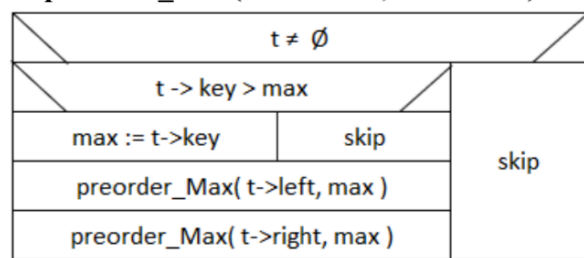 t ≠ Ø
t -> key > max
max := t->key
skip
skip
preorder_Max( t->left, max )
preorder_Max( t->right, max )